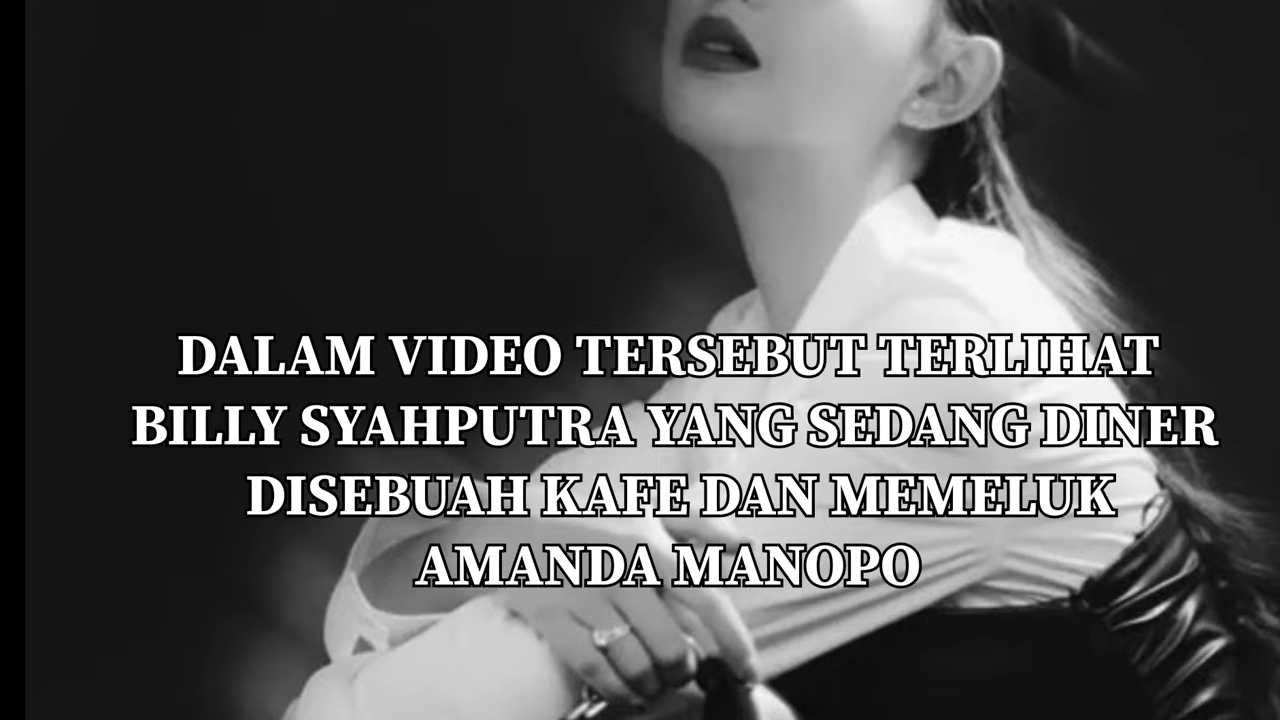 DALAM VIDEO TERSEBUT TERLIHAT
BILLY SYAHPUTRA YANG SEDANG DINER
DISEBUAH KAFE DAN MEMELUK
AMANDA MANOPO